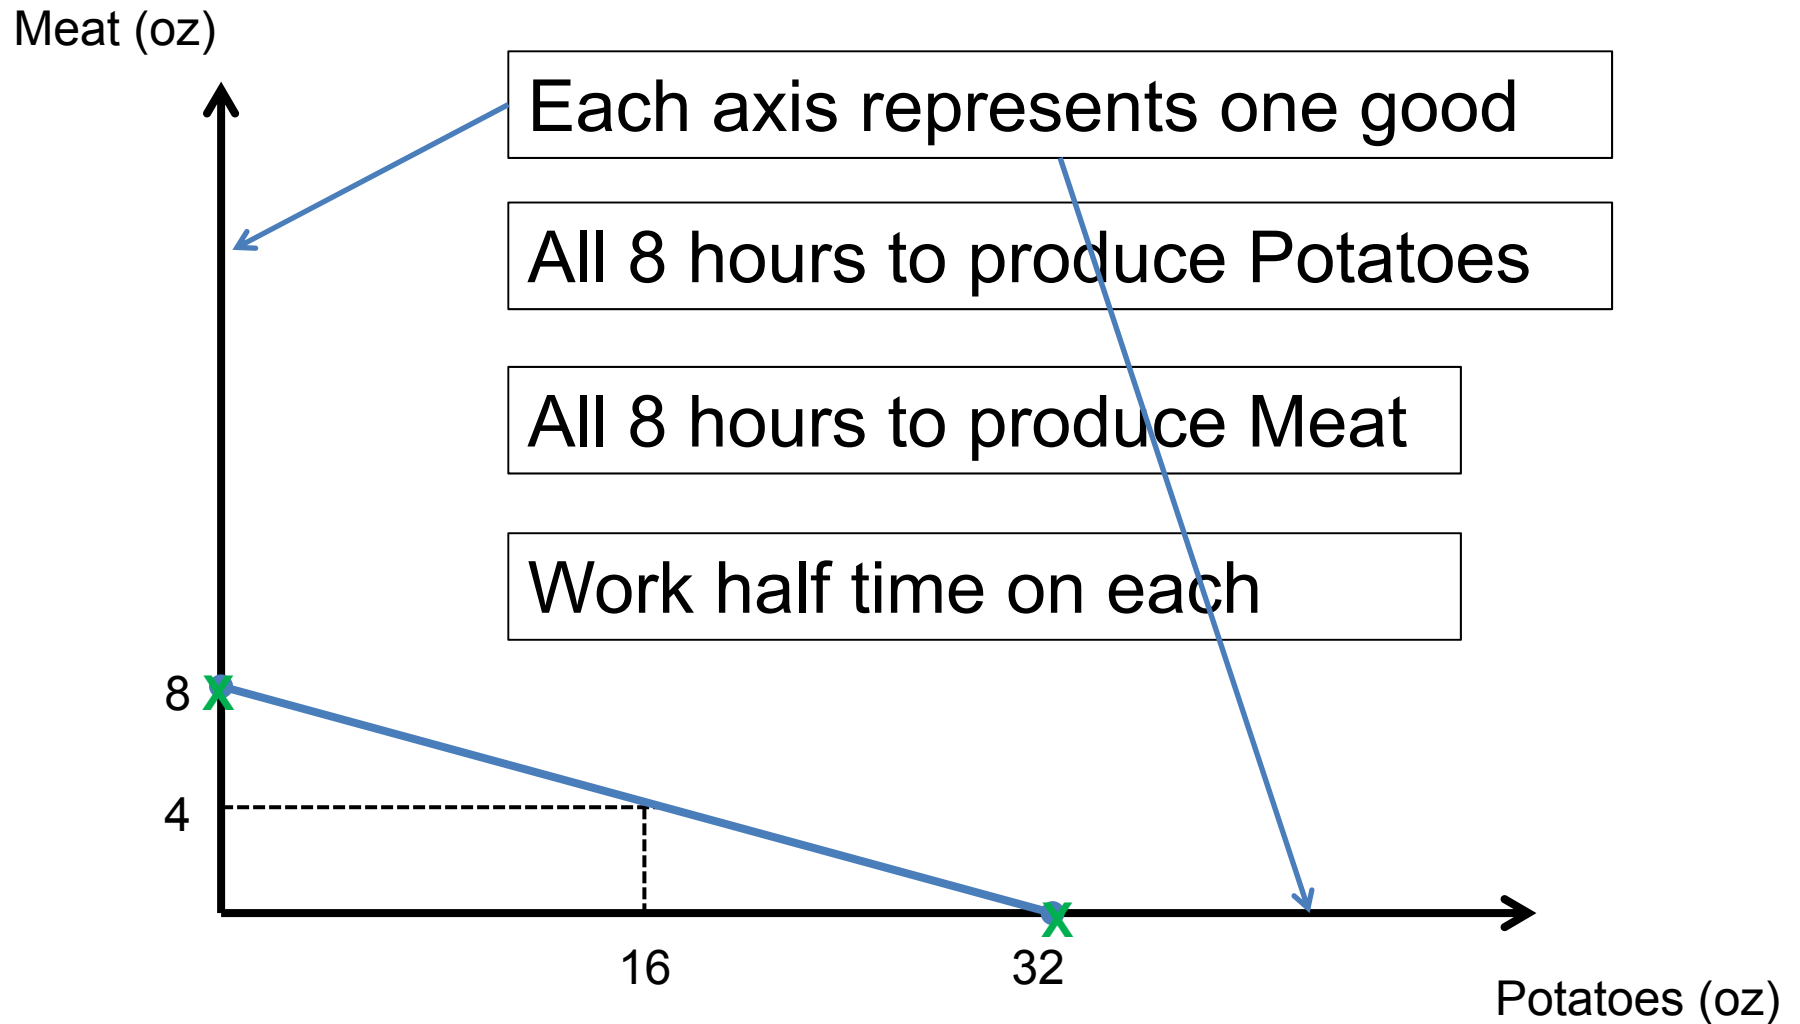 Meat (oz)
Each axis represents one good
All 8 hours to produce Potatoes
All 8 hours to produce Meat
Work half time on each
8
X
4
X
16
32
Potatoes (oz)